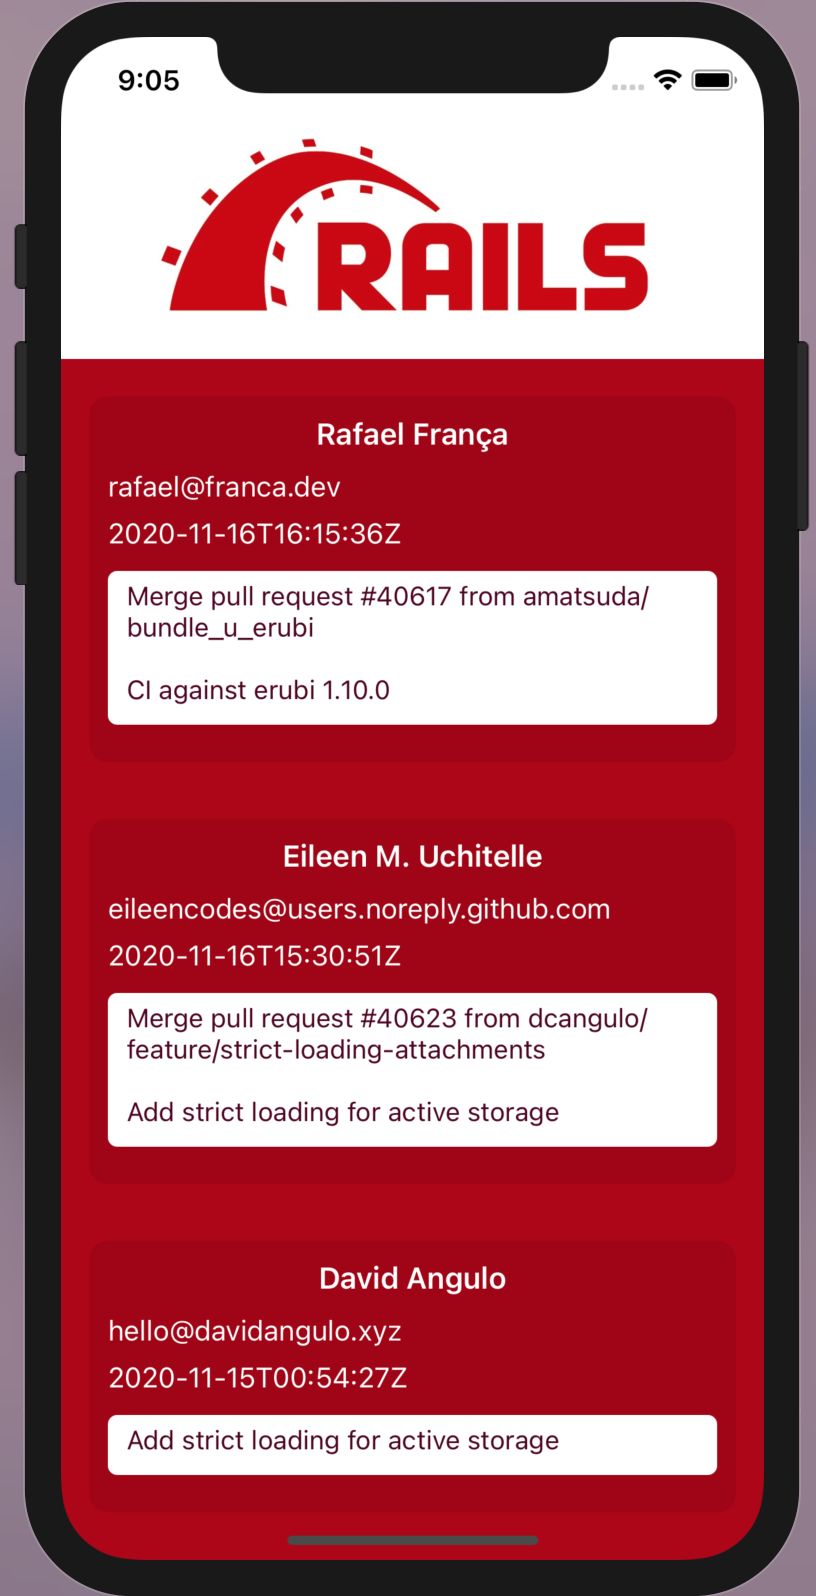 9:05
RAILS
Rafael França
rafael@franca.dev
2020-11-16T16:15:36Z
Merge pull request #40617 from amatsuda/
bundle_u_erubi
CI against erubi 1.10.0
Eileen M. Uchitelle
eileencodes@users.noreply.github.com
2020-11-16T15:30:51Z
Merge pull request #40623 from dcangulo/
feature/strict-loading-attachments
Add strict loading for active storage
David Angulo
hello@davidangulo.xyz
2020-11-15T00:54:27Z
Add strict loading for active storage